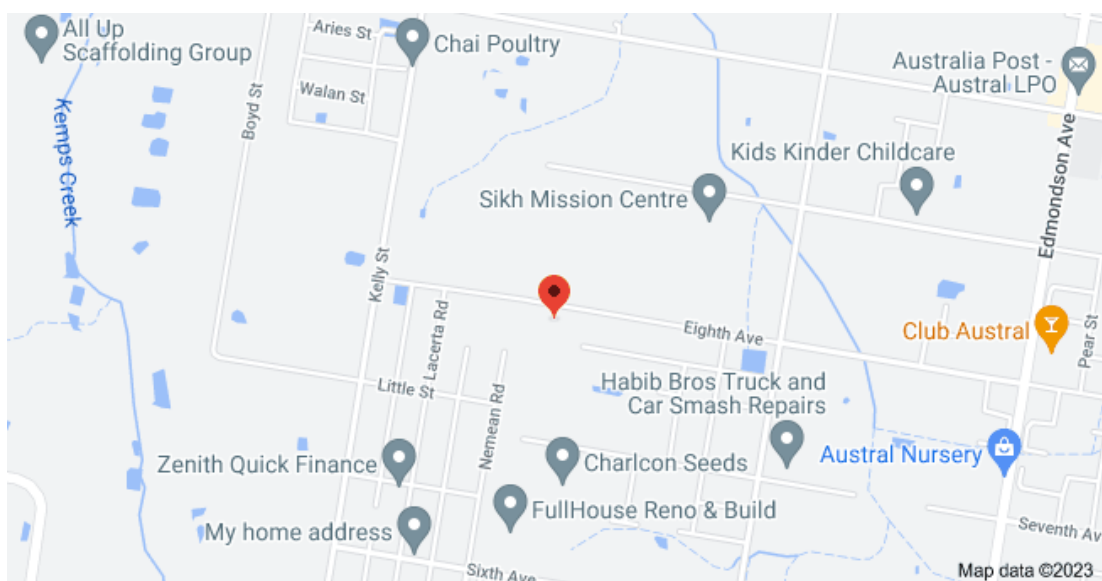 All Up
Scaffolding Group
Aries St
Chai Poultry
Australia Post -
Austral LPO
Walan St
Boyd St
Kemps Creek
Kids Kinder Childcare
Edmondson Ave
Sikh Mission Centre
Kelly St
Lacerta Rd
Eighth Ave
Club Austral
Pear St
Little St
Habib Bros Truck and
Car Smash Repairs
Nemean Rd
Zenith Quick Finance
Charlcon Seeds
Austral Nursery
My home address
FullHouse Reno & Build
Seventh Av
Sixth Ave
Map data ©2023